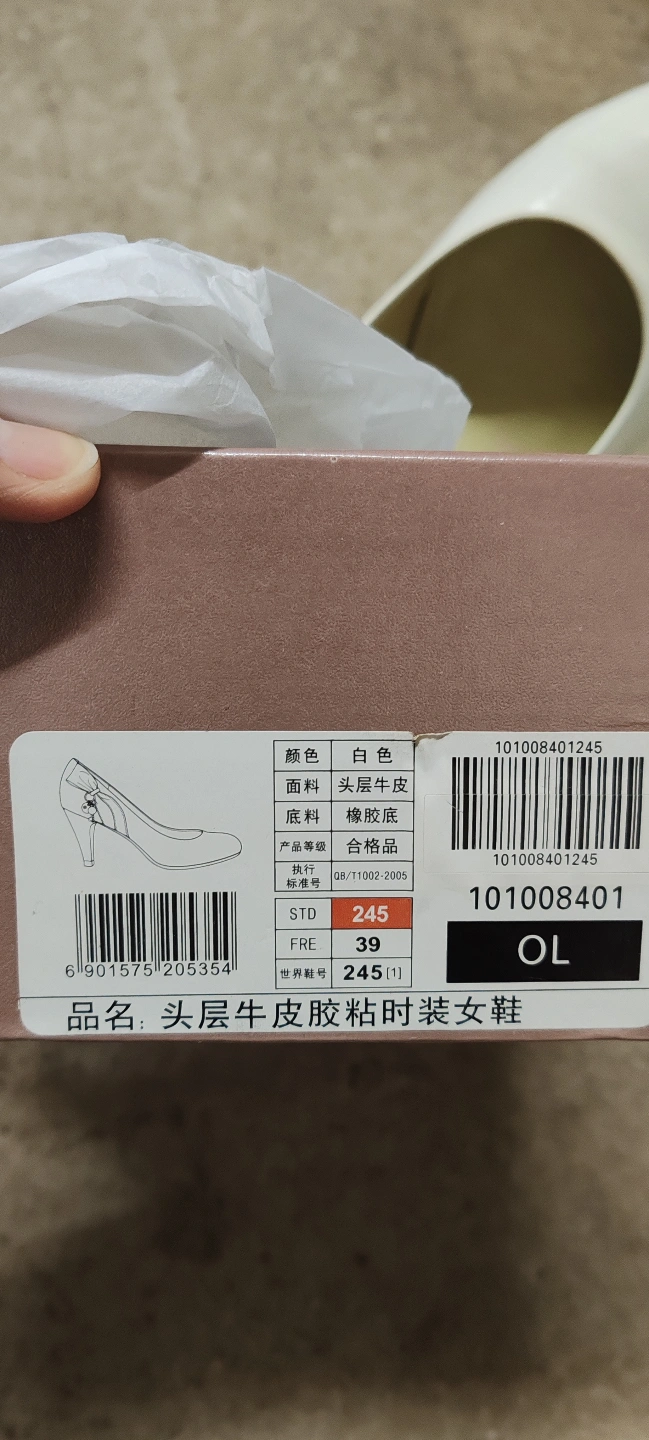 颜色 白色
面料 头层牛皮
底料 橡胶底
产品等级 合格品
执行标准号 QB/T1002-2005
STD 245
FRE 39
世界鞋号 245[1]
6 901575 205354
101008401245
101008401245
101008401
OL
品名: 头层牛皮胶粘时装女鞋